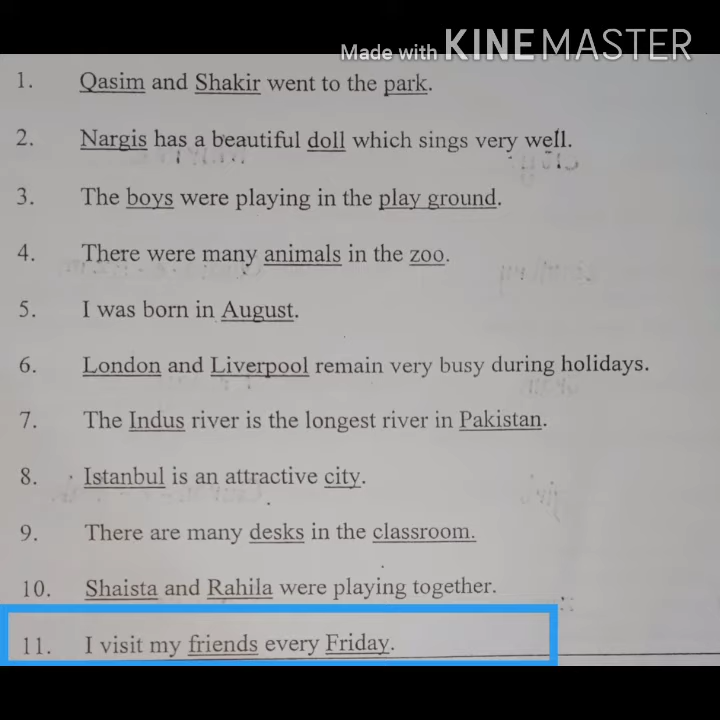 Made with KINEMASTER
1. Qasim and Shakir went to the park.
2. Nargis has a beautiful doll which sings very well.
3. The boys were playing in the play ground.
4. There were many animals in the zoo.
5. I was born in August.
6. London and Liverpool remain very busy during holidays.
7. The Indus river is the longest river in Pakistan.
8. Istanbul is an attractive city.
9. There are many desks in the classroom.
10. Shaista and Rahila were playing together.
11. I visit my friends every Friday.